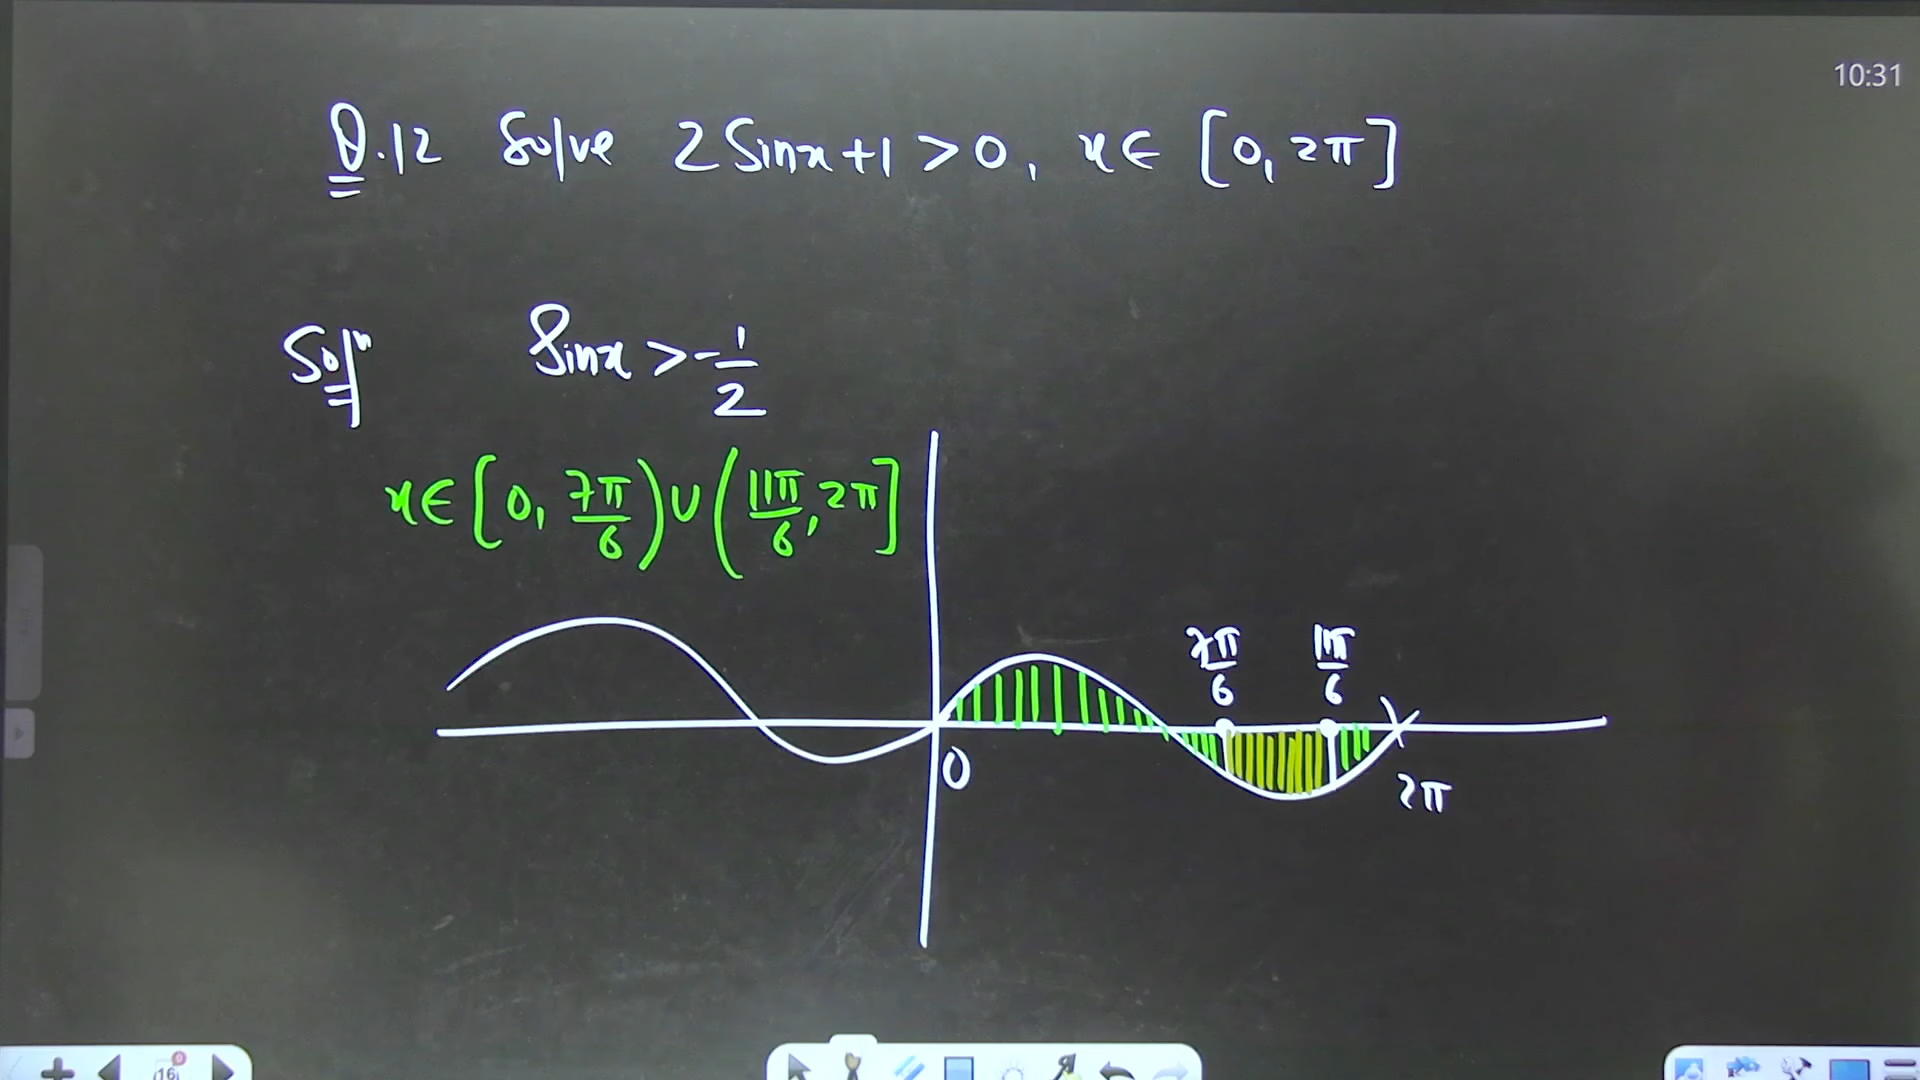 10:31
Q.12 Solve 2 Sinx + 1 > 0, x ∈ [0, 2π]
Solⁿ Sinx > -1/2
x ∈ [0, 7π/6) ∪ (11π/6, 2π]
7π/6 11π/6
0 2π
16